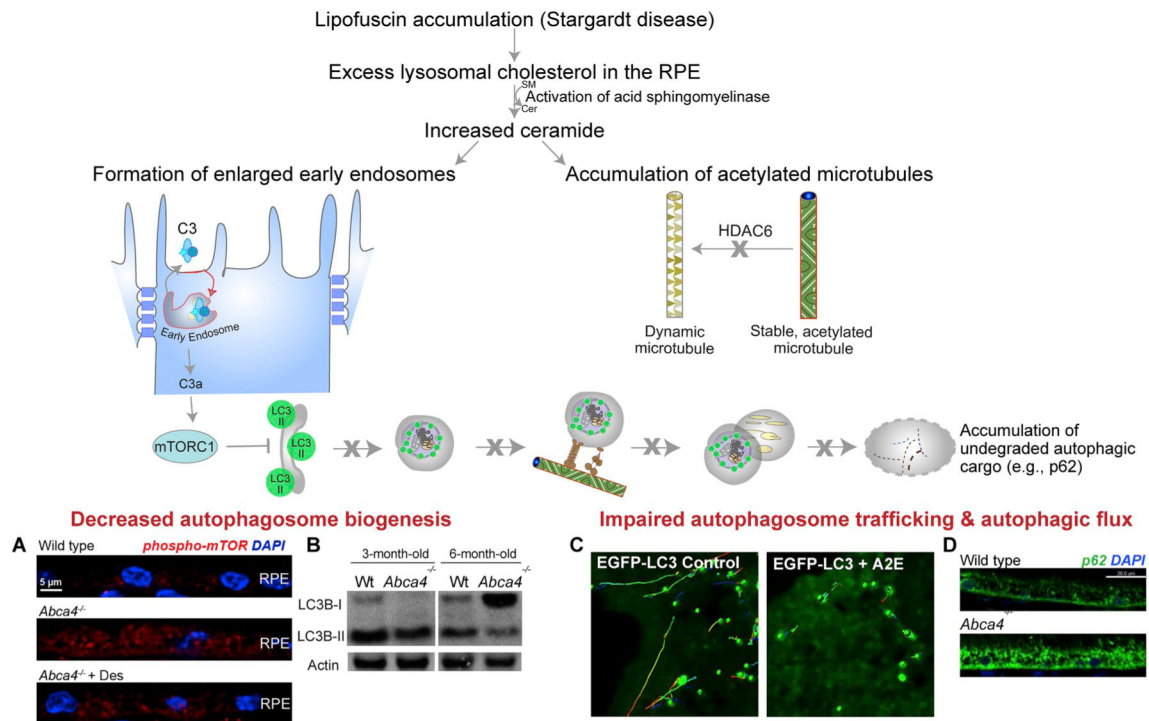 Lipofuscin accumulation (Stargardt disease)
Excess lysosomal cholesterol in the RPE
SM
Activation of acid sphingomyelinase
Cer
Increased ceramide
Formation of enlarged early endosomes
Accumulation of acetylated microtubules
C3
Early Endosome
C3a
HDAC6
X
Dynamic
microtubule
Stable, acetylated
microtubule
mTORC1
LC3
II
LC3
II
LC3
II
X
X
X
X
Accumulation of
undegraded autophagic
cargo (e.g., p62)
Decreased autophagosome biogenesis
Impaired autophagosome trafficking & autophagic flux
A
Wild type
phospho-mTOR DAPI
5 µm
RPE
Abca4-/-
RPE
Abca4-/- + Des
RPE
B
3-month-old
6-month-old
Wt Abca4-/-
Wt Abca4-/-
LC3B-I
LC3B-II
Actin
C
EGFP-LC3 Control
EGFP-LC3 + A2E
D
Wild type
p62 DAPI
20.0 µm
Abca4-/-